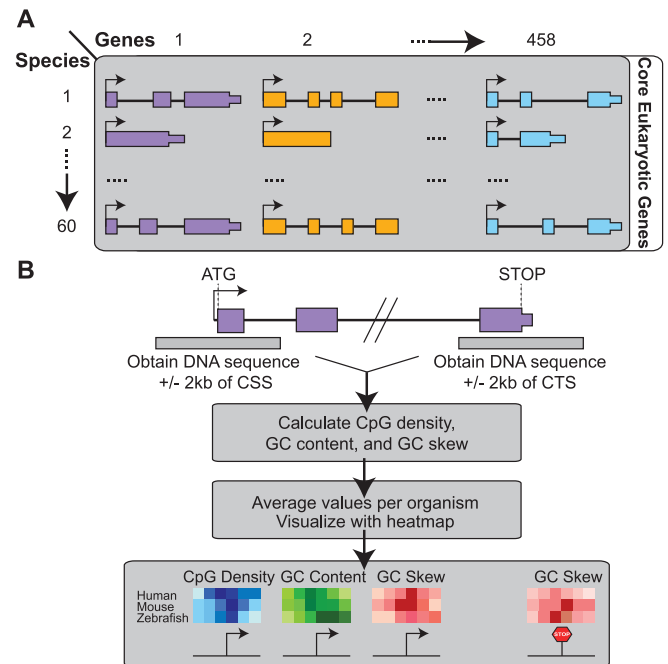 A
Genes 1 2 ····· 458
Species
1
2
60
....
....
.... .... ....
....
Core Eukaryotic Genes
B
ATG STOP
Obtain DNA sequence
+/- 2kb of CSS
Obtain DNA sequence
+/- 2kb of CTS
Calculate CpG density,
GC content, and GC skew
Average values per organism
Visualize with heatmap
CpG Density GC Content GC Skew GC Skew
Human
Mouse
Zebrafish
STOP